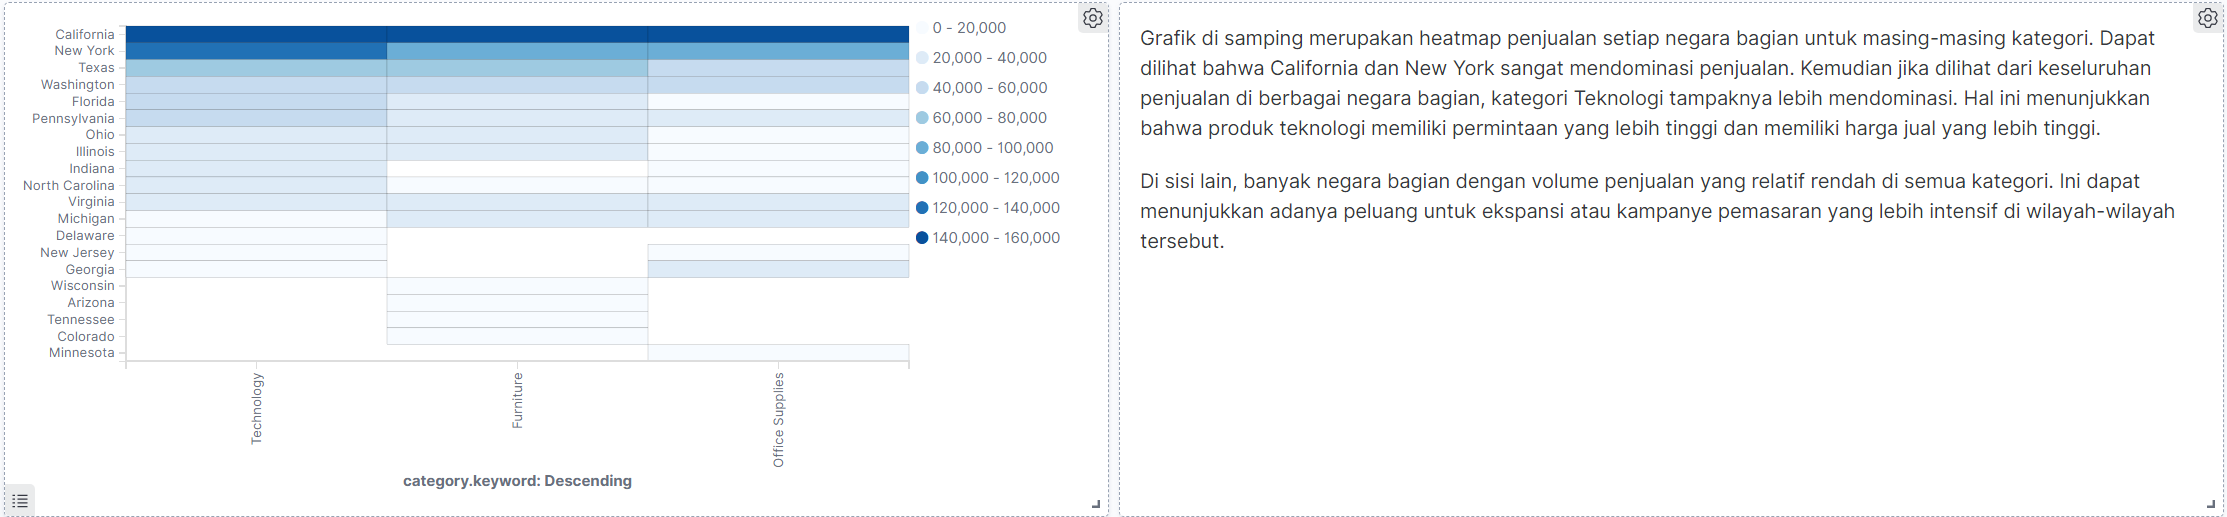 California
New York
Texas
Washington
Florida
Pennsylvania
Ohio
Illinois
Indiana
North Carolina
Virginia
Michigan
Delaware
New Jersey
Georgia
Wisconsin
Arizona
Tennessee
Colorado
Minnesota
Technology
Furniture
Office Supplies
category.keyword: Descending
0 - 20,000
20,000 - 40,000
40,000 - 60,000
60,000 - 80,000
80,000 - 100,000
100,000 - 120,000
120,000 - 140,000
140,000 - 160,000
Grafik di samping merupakan heatmap penjualan setiap negara bagian untuk masing-masing kategori. Dapat
dilihat bahwa California dan New York sangat mendominasi penjualan. Kemudian jika dilihat dari keseluruhan
penjualan di berbagai negara bagian, kategori Teknologi tampaknya lebih mendominasi. Hal ini menunjukkan
bahwa produk teknologi memiliki permintaan yang lebih tinggi dan memiliki harga jual yang lebih tinggi.
Di sisi lain, banyak negara bagian dengan volume penjualan yang relatif rendah di semua kategori. Ini dapat
menunjukkan adanya peluang untuk ekspansi atau kampanye pemasaran yang lebih intensif di wilayah-wilayah
tersebut.